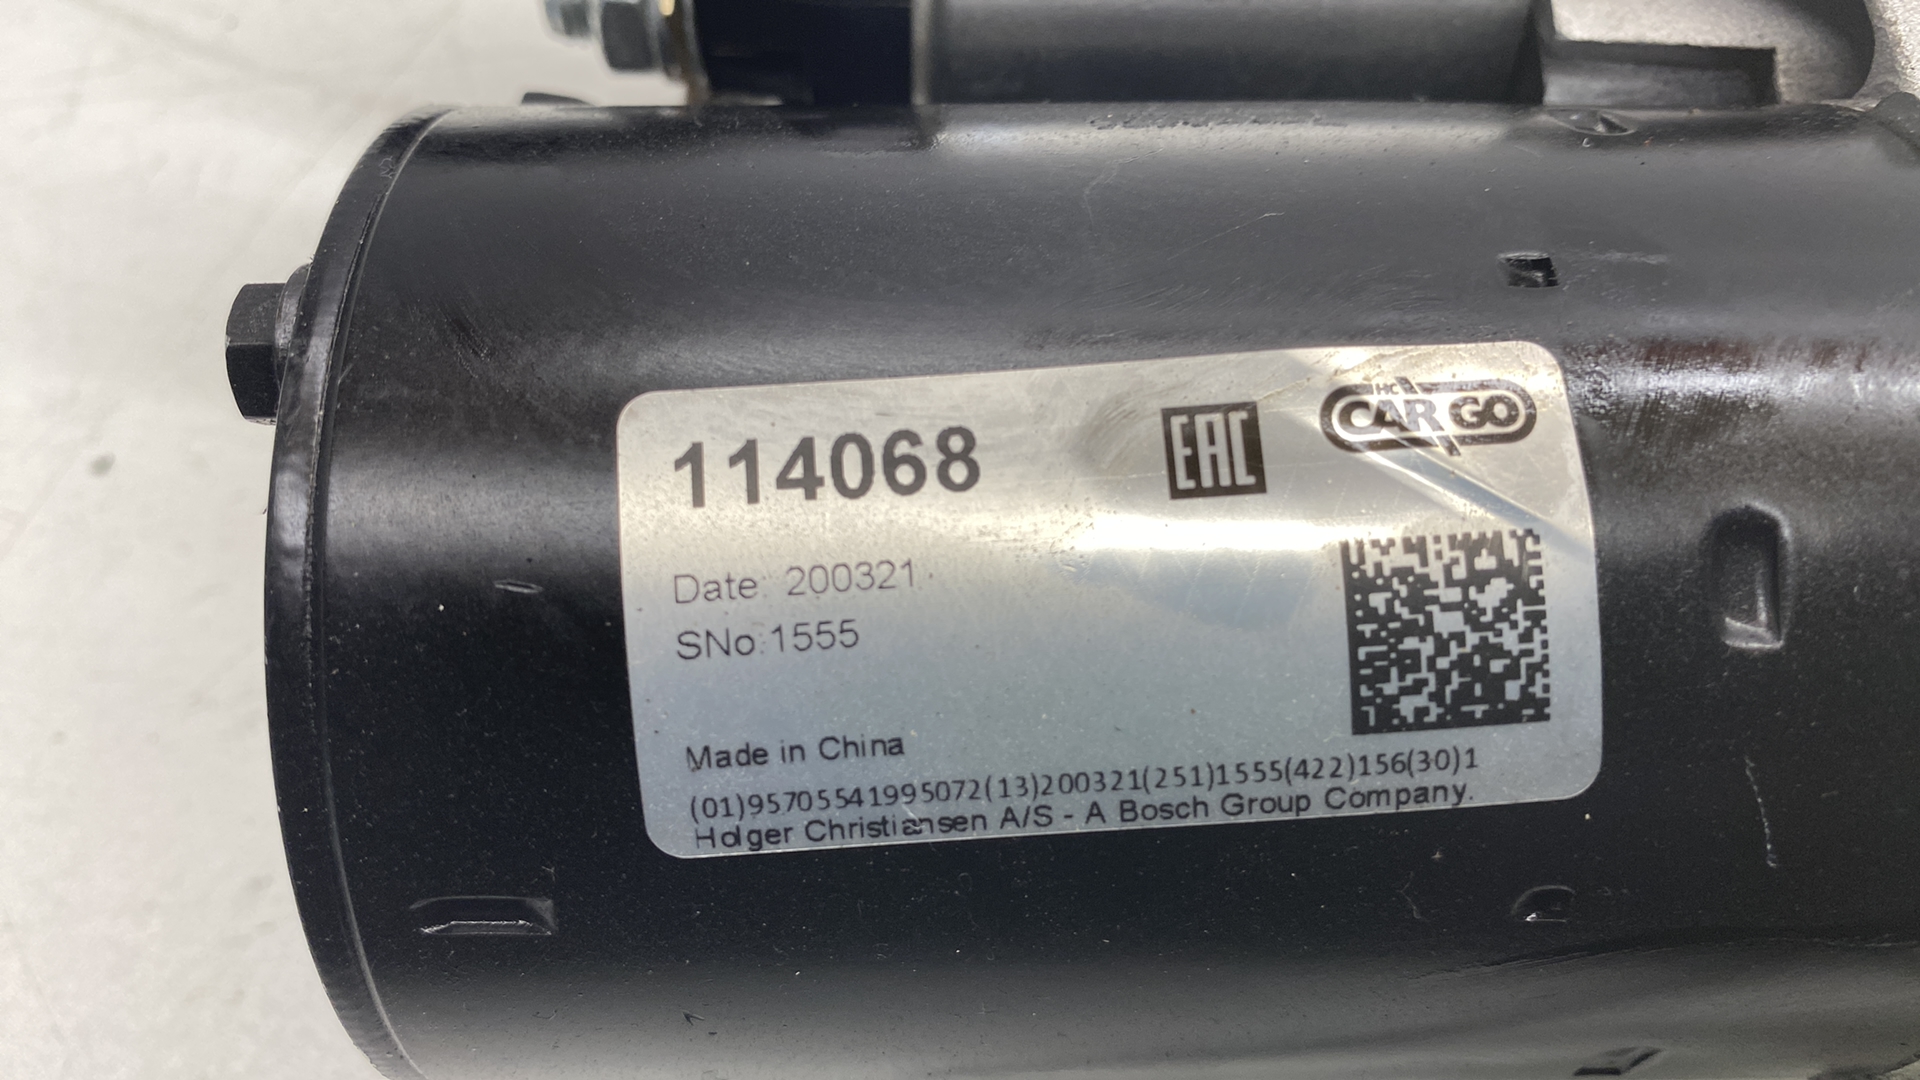 114068
EAC
HC
CARGO
Date: 200321
SNo:1555
Made in China
(01)95705541995072(13)200321(251)1555(422)156(30)1
Holger Christiansen A/S - A Bosch Group Company.